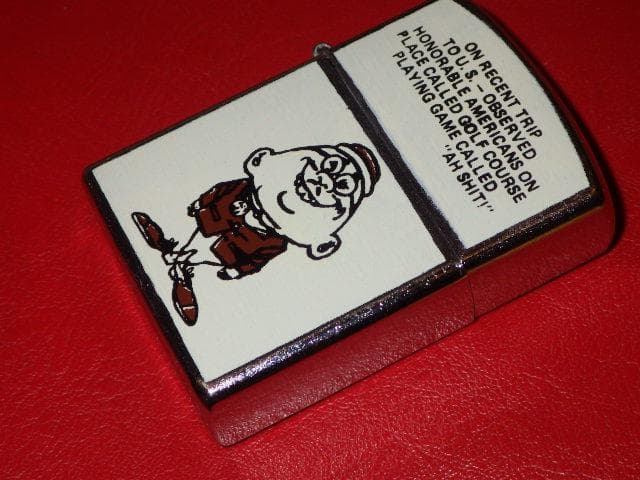 ON RECENT TRIP
TO U.S. – OBSERVED
HONORABLE AMERICANS ON
PLACE CALLED GOLF COURSE
PLAYING GAME CALLED
"AH SHIT!"